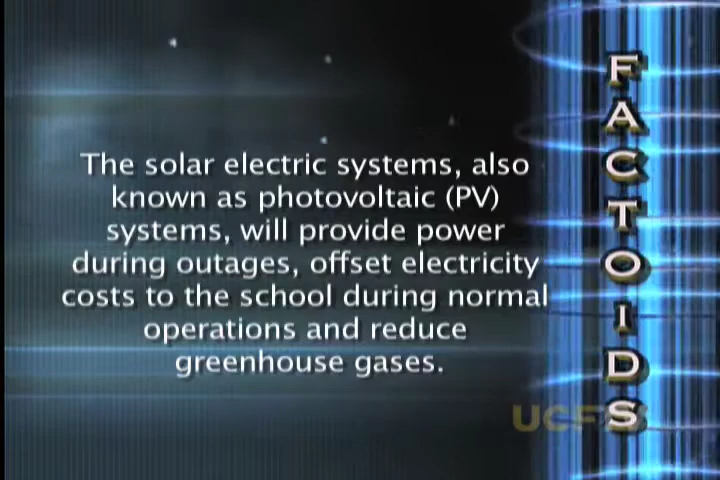 The solar electric systems, also
known as photovoltaic (PV)
systems, will provide power
during outages, offset electricity
costs to the school during normal
operations and reduce
greenhouse gases.
FACTOIDS